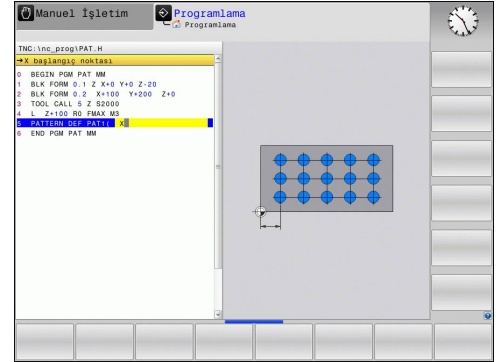 Manuel İşletim
Programlama
Programlama
TNC:\nc_prog\PAT.H
→X başlangıç noktası
0 BEGIN PGM PAT MM
1 BLK FORM 0.1 Z X+0 Y+0 Z-20
2 BLK FORM 0.2 X+100 Y+200 Z+0
3 TOOL CALL 5 Z S2000
4 L Z+100 R0 FMAX M3
5 PATTERN DEF PAT1( X
6 END PGM PAT MM